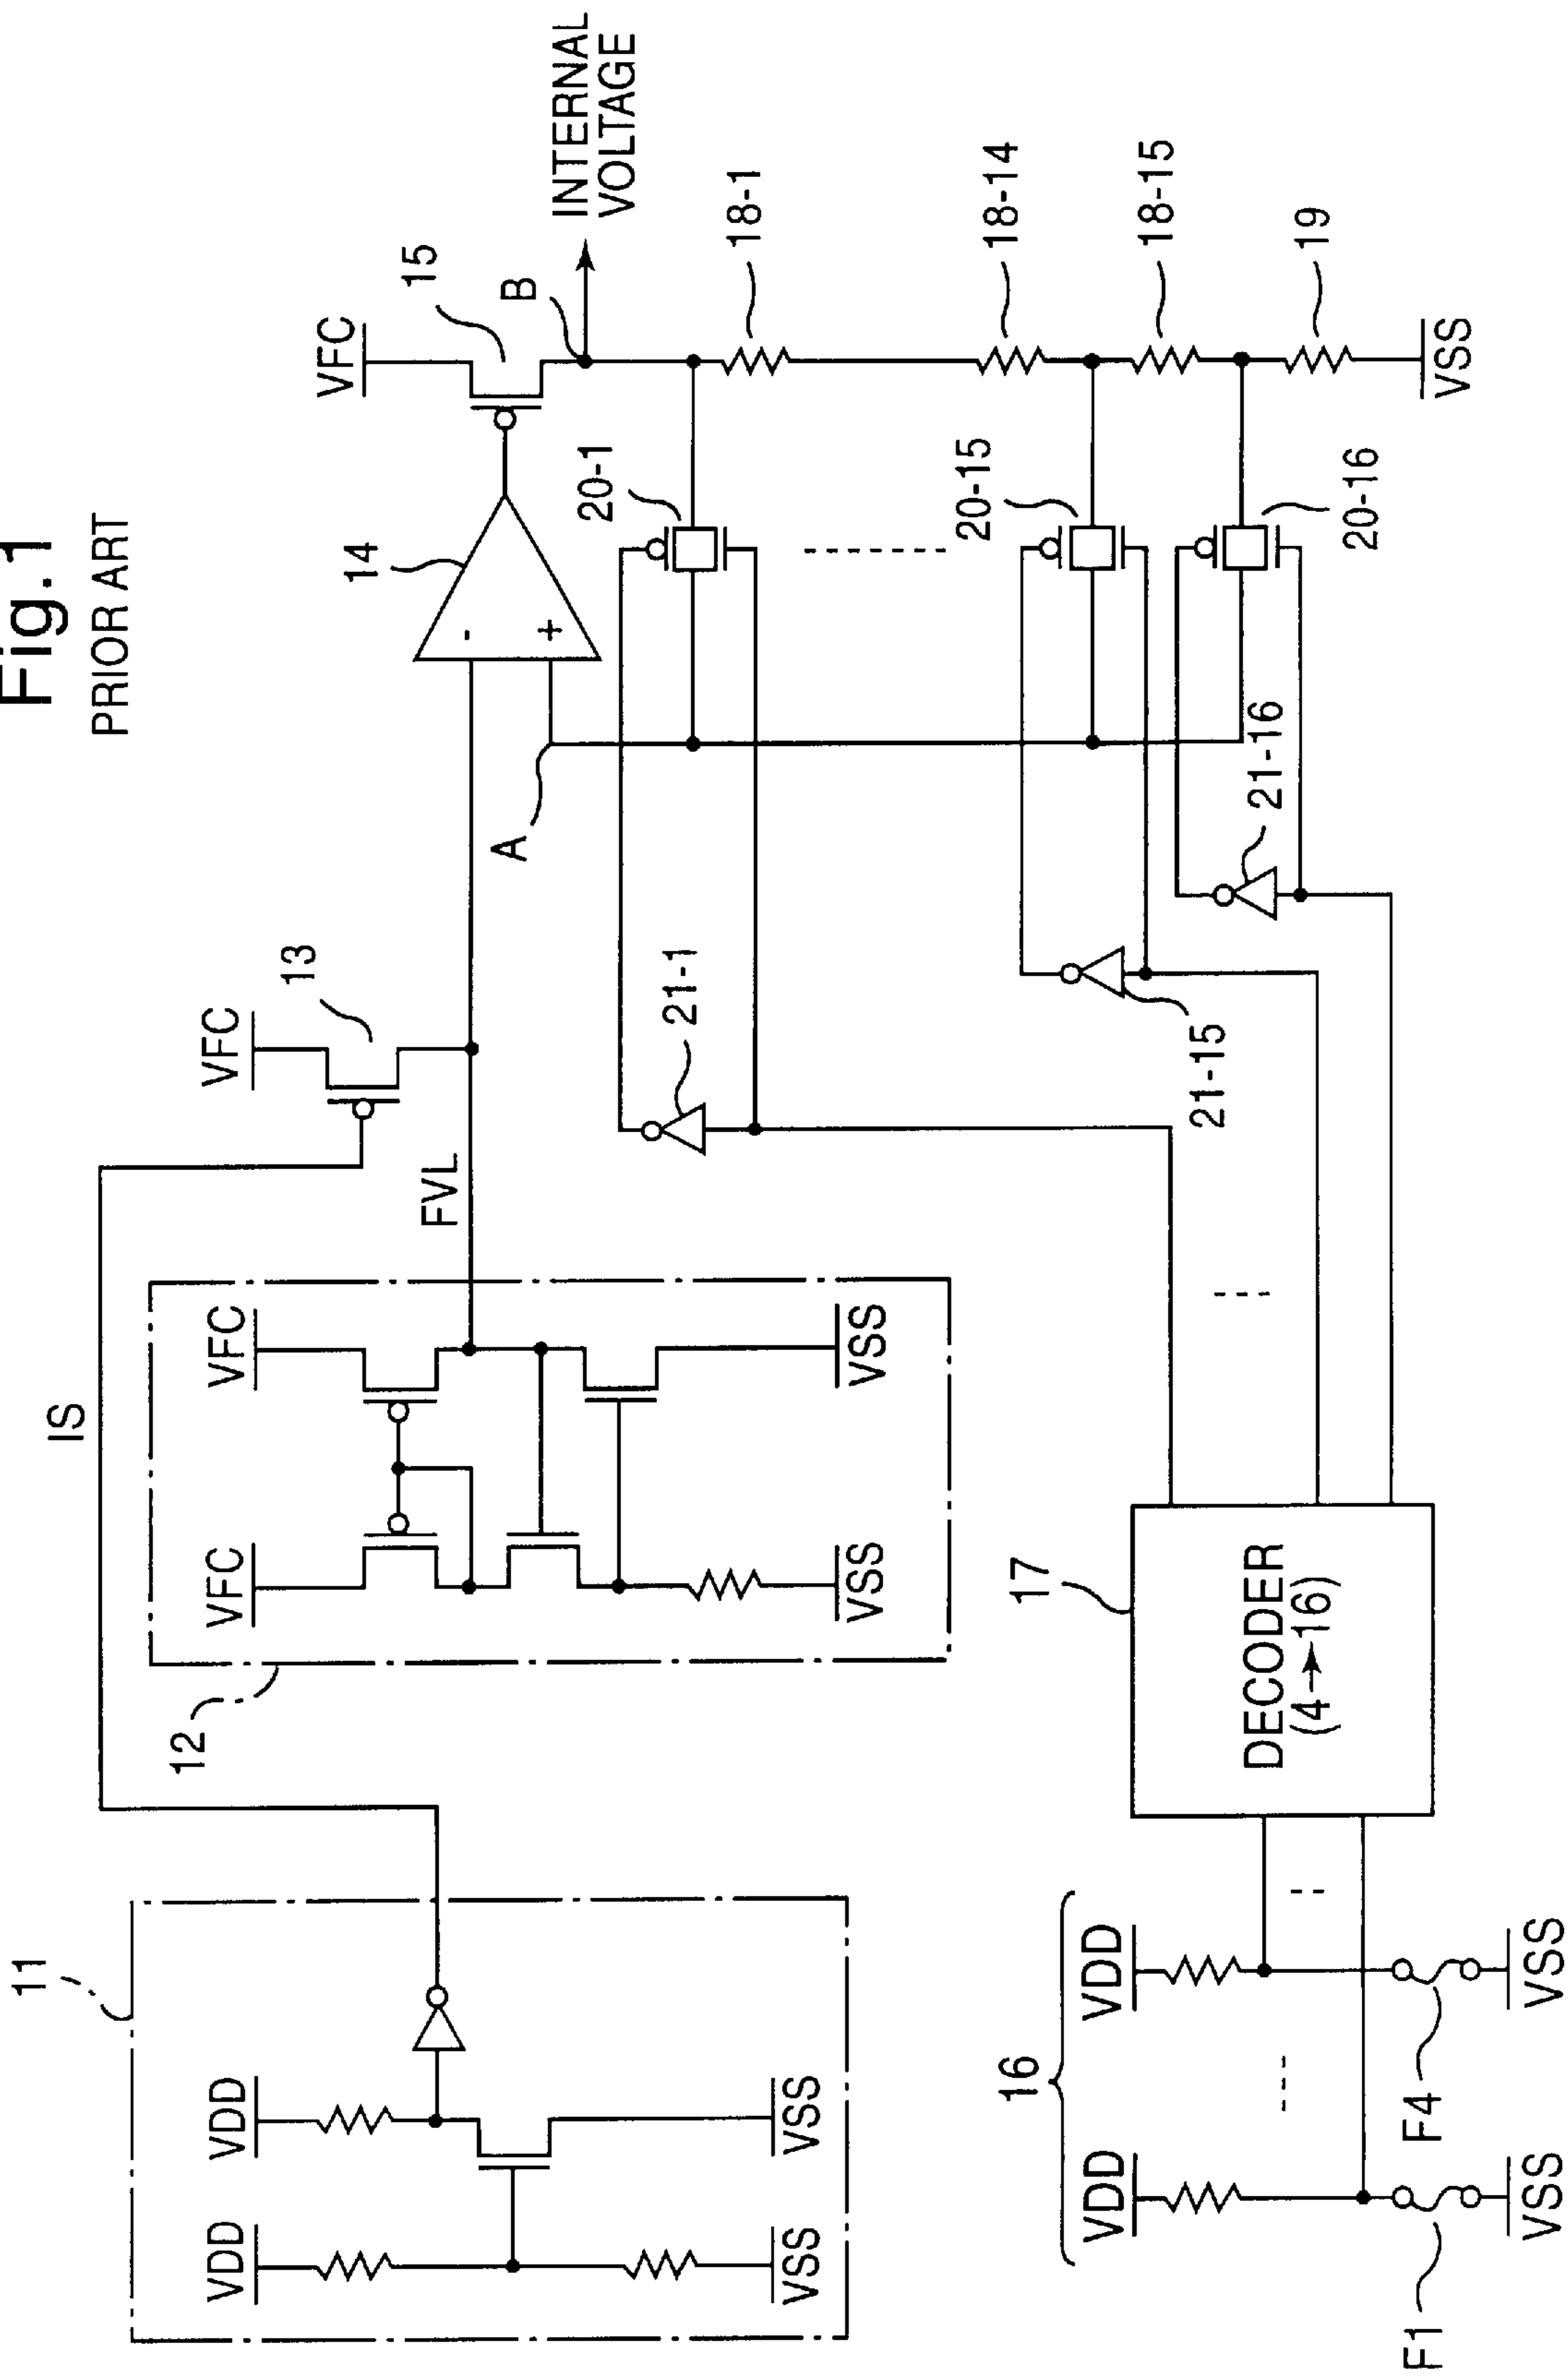 Fig.1
PRIOR ART
11
VDD
VDD
VSS
VSS
IS
12
VFC
VFC
VSS
VSS
FVL
VFC
13
14
-
+
A
VFC
15
B
INTERNAL
VOLTAGE
20-1
18-1
21-1
20-15
18-14
21-15
18-15
20-16
21-16
19
VSS
16
VDD
VDD
F1
F4
VSS
VSS
17
DECODER
(4→16)